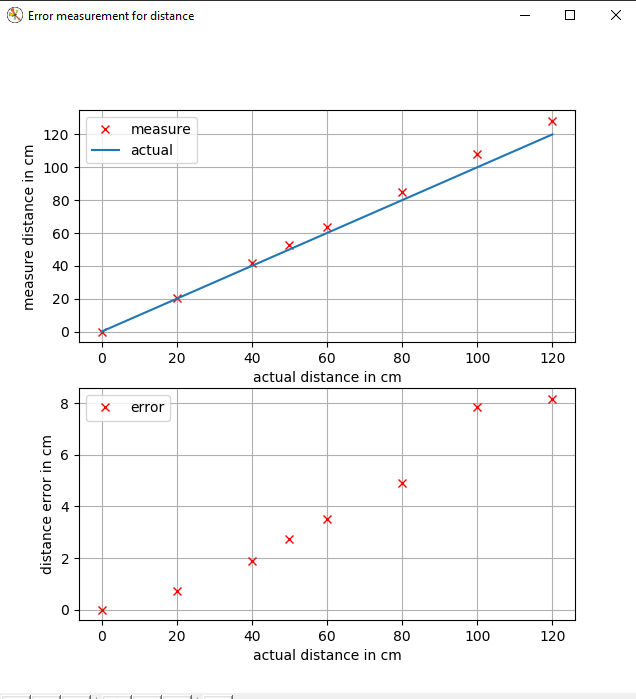 Error measurement for distance
measure
actual
120
100
80
60
40
20
0
measure distance in cm
0 20 40 60 80 100 120
actual distance in cm
error
8
6
4
2
0
distance error in cm
0 20 40 60 80 100 120
actual distance in cm